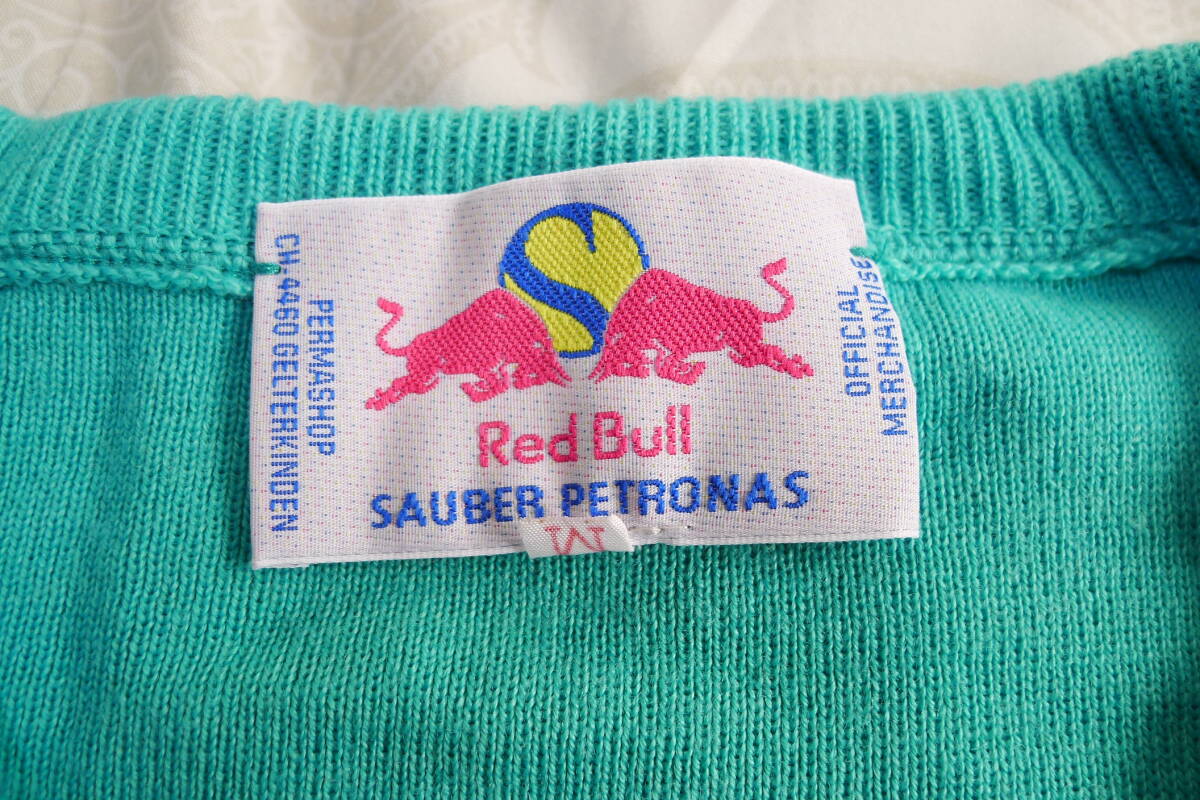 PERMASHOP
CH-4460 GELTERKINDEN
Red Bull
SAUBER PETRONAS
M
OFFICIAL
MERCHANDISE